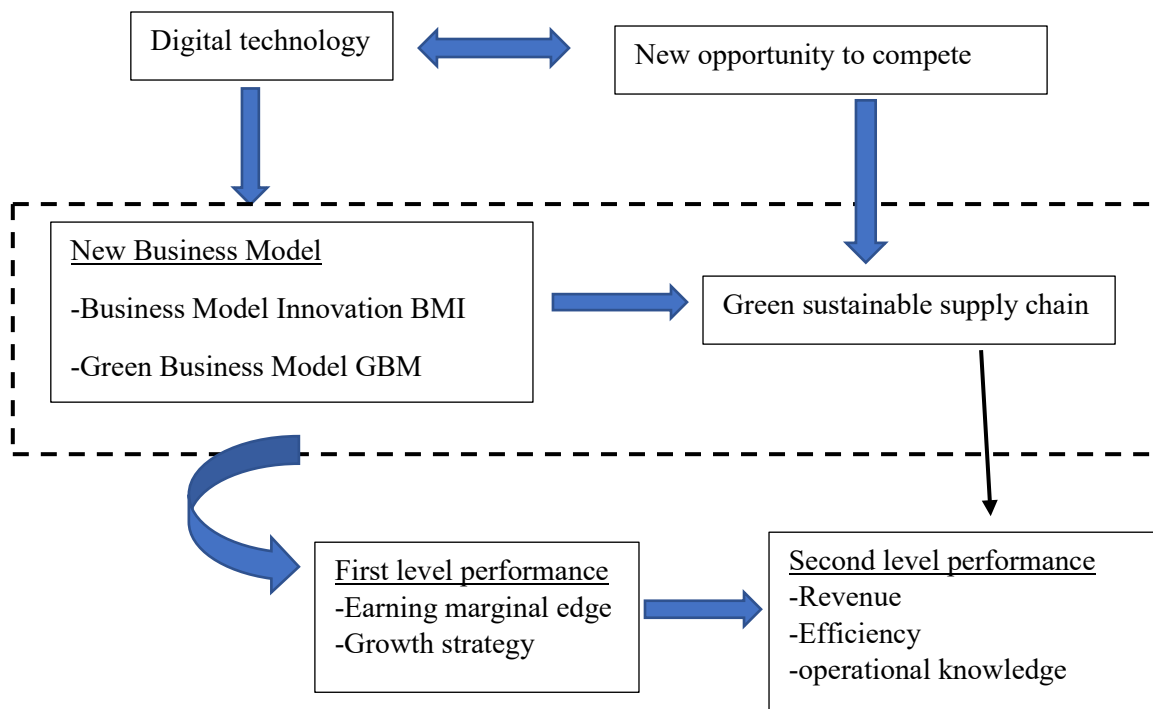 Digital technology
New opportunity to compete
New Business Model
-Business Model Innovation BMI
-Green Business Model GBM
Green sustainable supply chain
First level performance
-Earning marginal edge
-Growth strategy
Second level performance
-Revenue
-Efficiency
-operational knowledge